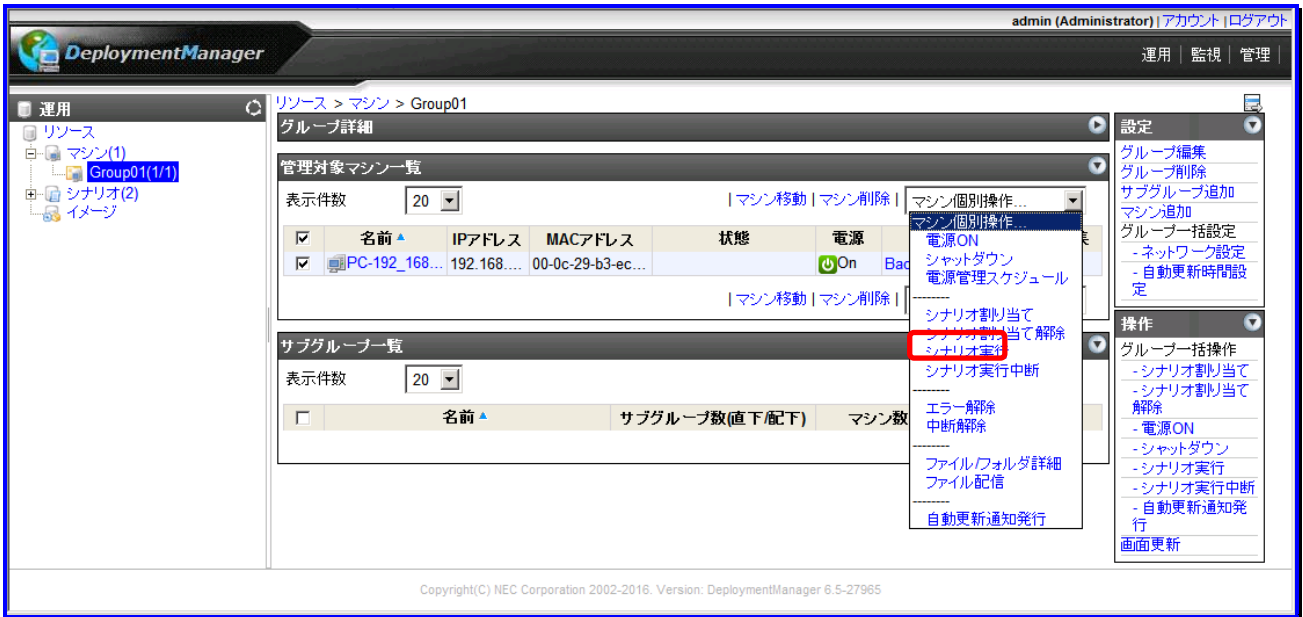 admin (Administrator) | アカウント | ログアウト
DeploymentManager
運用 | 監視 | 管理 |
運用
リソース
マシン(1)
Group01(1/1)
シナリオ(2)
イメージ
リソース > マシン > Group01
グループ詳細
管理対象マシン一覧
表示件数 20 | マシン移動 | マシン削除 | マシン個別操作...
名前 IPアドレス MACアドレス 状態 電源
PC-192_168... 192.168.... 00-0c-29-b3-ec... On Bac
| マシン移動 | マシン削除 |
マシン個別操作...
電源ON
シャットダウン
電源管理スケジュール
--------
シナリオ割り当て
シナリオ割り当て解除
シナリオ実行
シナリオ実行中断
--------
エラー解除
中断解除
--------
ファイル/フォルダ詳細
ファイル配信
--------
自動更新通知発行
サブグループ一覧
表示件数 20
名前 サブグループ数(直下/配下) マシン数
設定
グループ編集
グループ削除
サブグループ追加
マシン追加
グループ一括設定
- ネットワーク設定
- 自動更新時間設
定
操作
グループ一括操作
- シナリオ割り当て
- シナリオ割り当て
解除
- 電源ON
- シャットダウン
- シナリオ実行
- シナリオ実行中断
- 自動更新通知発
行
画面更新
Copyright(C) NEC Corporation 2002-2016. Version: DeploymentManager 6.5-27965